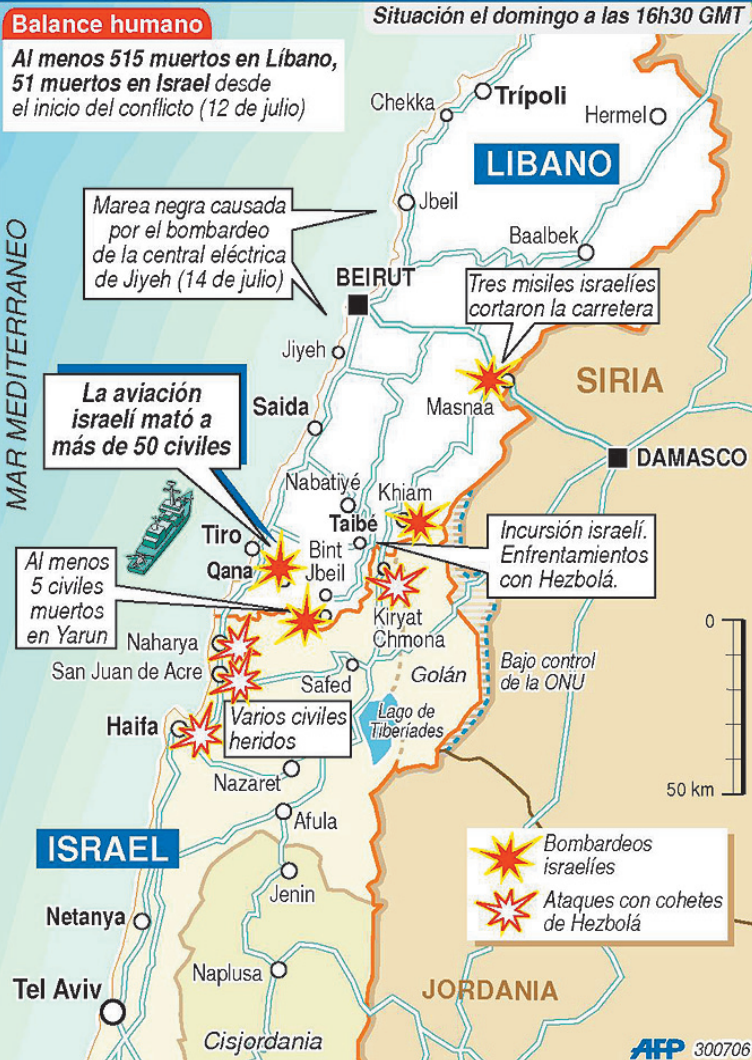 Balance humano
Situación el domingo a las 16h30 GMT
Al menos 515 muertos en Líbano,
51 muertos en Israel desde
el inicio del conflicto (12 de julio)
Chekka
Trípoli
Hermel
LIBANO
Jbeil
Marea negra causada
por el bombardeo
de la central eléctrica
de Jiyeh (14 de julio)
Baalbek
BEIRUT
Tres misiles israelíes
cortaron la carretera
MAR MEDITERRANEO
Jiyeh
La aviación
israelí mató a
más de 50 civiles
Saida
Masnaa
SIRIA
DAMASCO
Nabatiyé
Khiam
Taibé
Tiro
Qana
Bint
Jbeil
Incursión israelí.
Enfrentamientos
con Hezbolá.
Al menos
5 civiles
muertos
en Yarun
Kiryat
Chmona
Naharya
San Juan de Acre
Safed
Golán
Bajo control
de la ONU
Haifa
Varios civiles
heridos
Lago de
Tiberíades
Nazaret
0
50 km
Afula
ISRAEL
Bombardeos
israelíes
Ataques con cohetes
de Hezbolá
Jenin
Netanya
Naplusa
Tel Aviv
JORDANIA
Cisjordania
AFP 300706